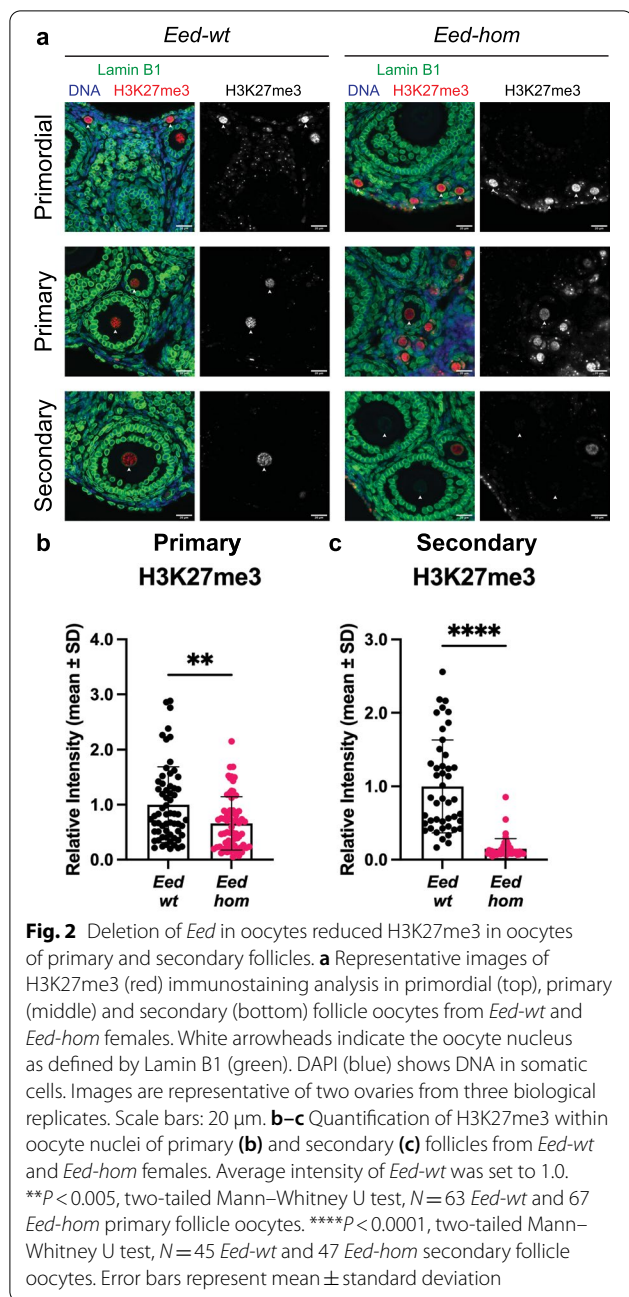 a
Eed-wt Eed-hom
Lamin B1 Lamin B1
DNA H3K27me3 H3K27me3 DNA H3K27me3 H3K27me3
Primordial
Primary
Secondary
b Primary
H3K27me3
Relative Intensity (mean ± SD)
4.0
3.0
2.0
1.0
0.0
**
Eed wt
Eed hom
c Secondary
H3K27me3
Relative Intensity (mean ± SD)
3.0
2.0
1.0
0.0
****
Eed wt
Eed hom
Fig. 2 Deletion of Eed in oocytes reduced H3K27me3 in oocytes
of primary and secondary follicles. a Representative images of
H3K27me3 (red) immunostaining analysis in primordial (top), primary
(middle) and secondary (bottom) follicle oocytes from Eed-wt and
Eed-hom females. White arrowheads indicate the oocyte nucleus
as defined by Lamin B1 (green). DAPI (blue) shows DNA in somatic
cells. Images are representative of two ovaries from three biological
replicates. Scale bars: 20 µm. b–c Quantification of H3K27me3 within
oocyte nuclei of primary (b) and secondary (c) follicles from Eed-wt
and Eed-hom females. Average intensity of Eed-wt was set to 1.0.
**P < 0.005, two-tailed Mann–Whitney U test, N = 63 Eed-wt and 67
Eed-hom primary follicle oocytes. ****P < 0.0001, two-tailed Mann–
Whitney U test, N = 45 Eed-wt and 47 Eed-hom secondary follicle
oocytes. Error bars represent mean ± standard deviation